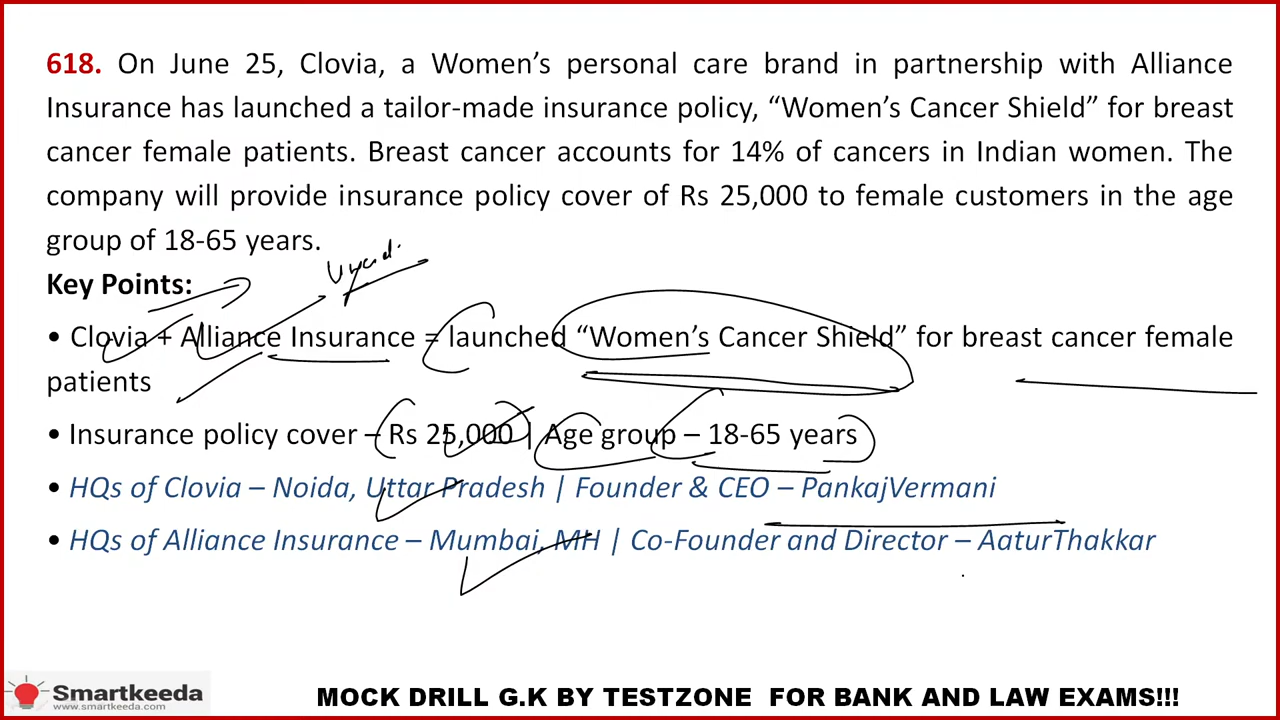 618. On June 25, Clovia, a Women’s personal care brand in partnership with Alliance
Insurance has launched a tailor-made insurance policy, “Women’s Cancer Shield” for breast
cancer female patients. Breast cancer accounts for 14% of cancers in Indian women. The
company will provide insurance policy cover of Rs 25,000 to female customers in the age
group of 18-65 years.
Key Points:
• Clovia + Alliance Insurance = launched “Women’s Cancer Shield” for breast cancer female
patients
• Insurance policy cover – Rs 25,000 | Age group – 18-65 years
• HQs of Clovia – Noida, Uttar Pradesh | Founder & CEO – PankajVermani
• HQs of Alliance Insurance – Mumbai, MH | Co-Founder and Director – AaturThakkar
Smartkeeda
www.smartkeeda.com
MOCK DRILL G.K BY TESTZONE FOR BANK AND LAW EXAMS!!!